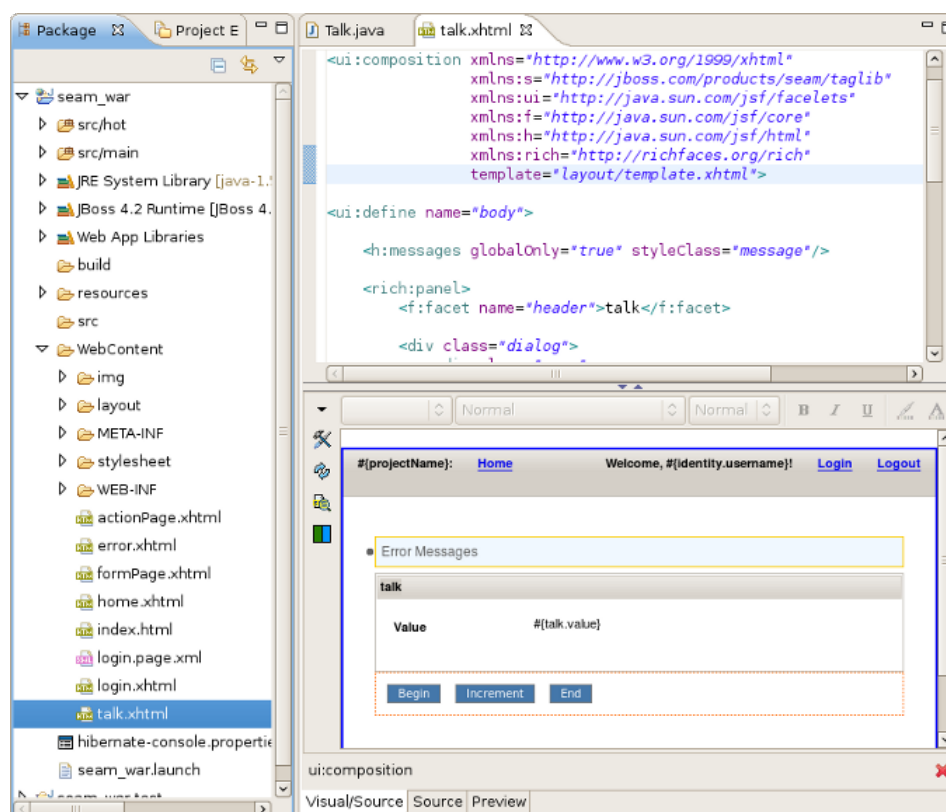 Package
Project E
seam_war
src/hot
src/main
JRE System Library [java-1.
JBoss 4.2 Runtime [JBoss 4.
Web App Libraries
build
resources
src
WebContent
img
layout
META-INF
stylesheet
WEB-INF
actionPage.xhtml
error.xhtml
formPage.xhtml
home.xhtml
index.html
login.page.xml
login.xhtml
talk.xhtml
hibernate-console.propertie
seam_war.launch
Talk.java
talk.xhtml
<ui:composition xmlns="http://www.w3.org/1999/xhtml"
xmlns:s="http://jboss.com/products/seam/taglib"
xmlns:ui="http://java.sun.com/jsf/facelets"
xmlns:f="http://java.sun.com/jsf/core"
xmlns:h="http://java.sun.com/jsf/html"
xmlns:rich="http://richfaces.org/rich"
template="layout/template.xhtml">
<ui:define name="body">
<h:messages globalOnly="true" styleClass="message"/>
<rich:panel>
<f:facet name="header">talk</f:facet>
<div class="dialog">
Normal Normal B I U A
#{projectName}: Home Welcome, #{identity.username}! Login Logout
Error Messages
talk
Value #{talk.value}
Begin Increment End
ui:composition
Visual/Source Source Preview